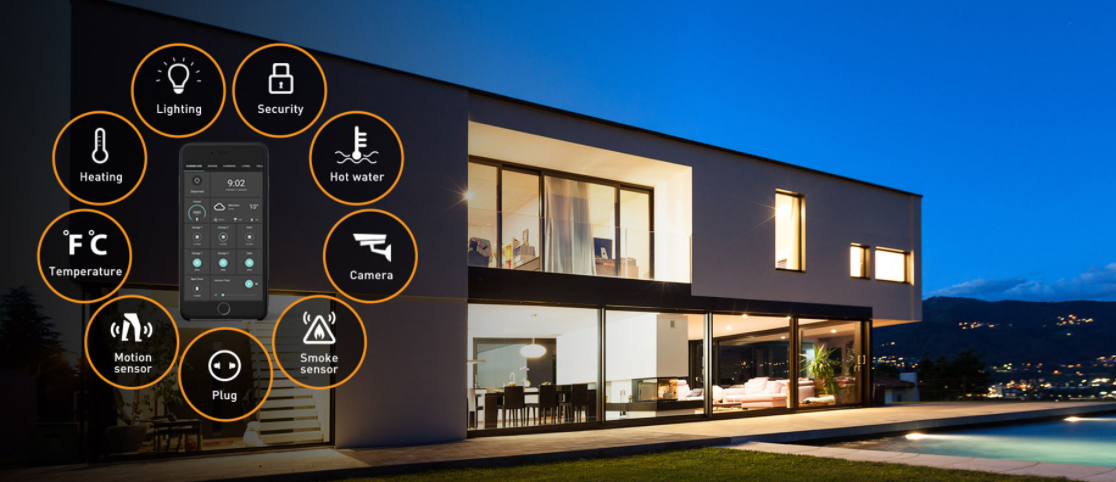 Lighting
Security
Heating
Hot water
9:02
°F °C
Temperature
Camera
Motion
sensor
Smoke
sensor
Plug